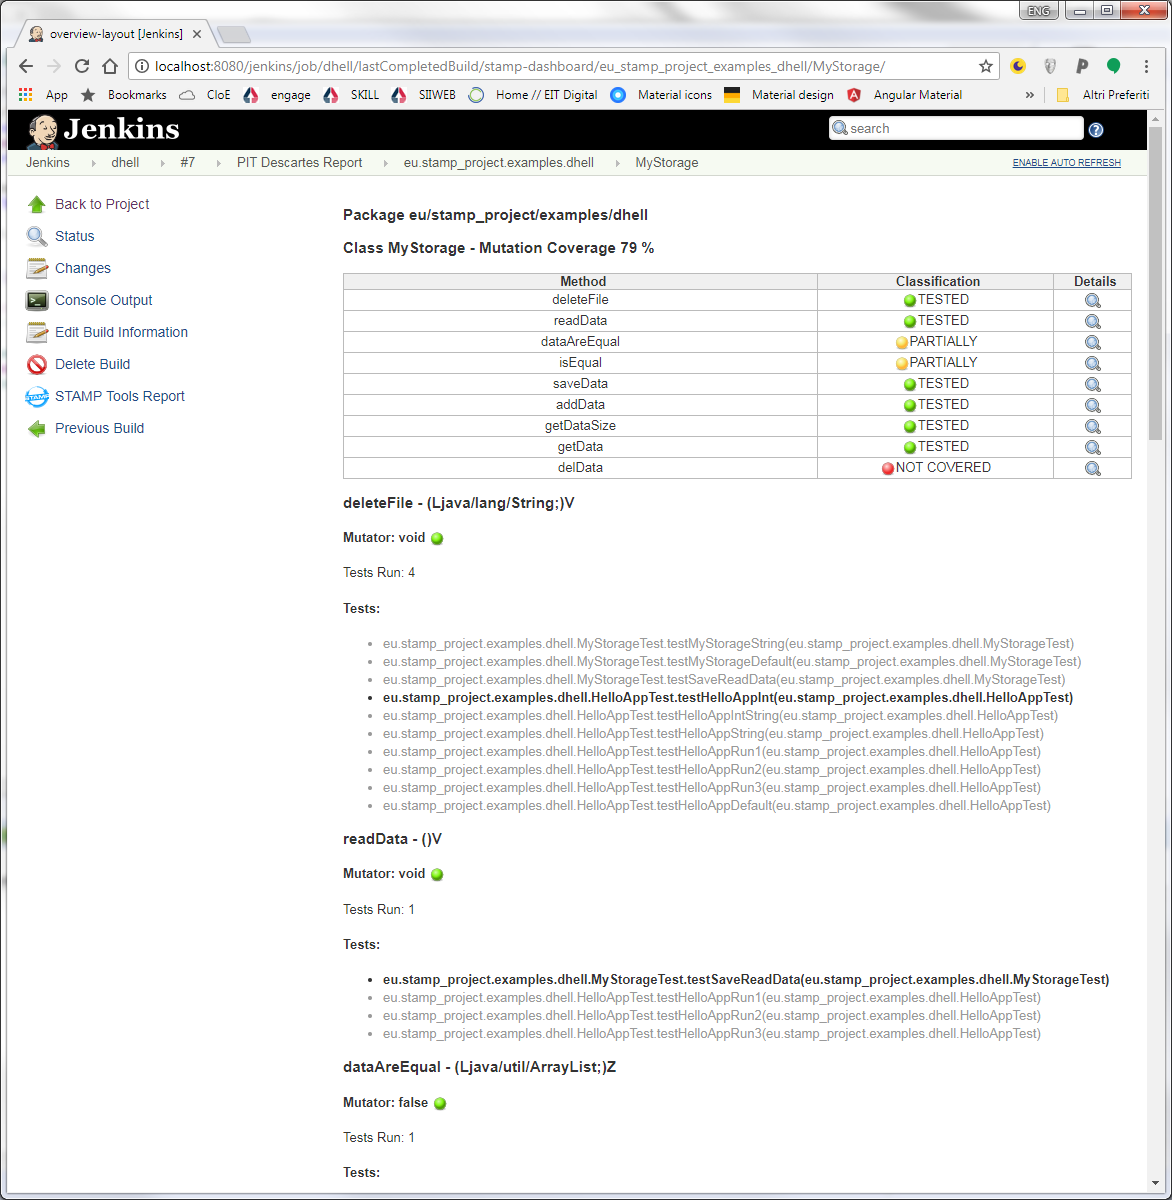 ENG
overview-layout [Jenkins]
localhost:8080/jenkins/job/dhell/lastCompletedBuild/stamp-dashboard/eu_stamp_project_examples_dhell/MyStorage/
App Bookmarks CloE engage SKILL SIIWEB Home // EIT Digital Material icons Material design Angular Material » Altri Preferiti
Jenkins
search
Jenkins dhell #7 PIT Descartes Report eu.stamp_project.examples.dhell MyStorage
ENABLE AUTO REFRESH
Back to Project
Status
Changes
Console Output
Edit Build Information
Delete Build
STAMP Tools Report
Previous Build
Package eu/stamp_project/examples/dhell
Class MyStorage - Mutation Coverage 79 %
Method Classification Details
deleteFile TESTED
readData TESTED
dataAreEqual PARTIALLY
isEqual PARTIALLY
saveData TESTED
addData TESTED
getDataSize TESTED
getData TESTED
delData NOT COVERED
deleteFile - (Ljava/lang/String;)V
Mutator: void
Tests Run: 4
Tests:
eu.stamp_project.examples.dhell.MyStorageTest.testMyStorageString(eu.stamp_project.examples.dhell.MyStorageTest)
eu.stamp_project.examples.dhell.MyStorageTest.testMyStorageDefault(eu.stamp_project.examples.dhell.MyStorageTest)
eu.stamp_project.examples.dhell.MyStorageTest.testSaveReadData(eu.stamp_project.examples.dhell.MyStorageTest)
eu.stamp_project.examples.dhell.HelloAppTest.testHelloAppInt(eu.stamp_project.examples.dhell.HelloAppTest)
eu.stamp_project.examples.dhell.HelloAppTest.testHelloAppIntString(eu.stamp_project.examples.dhell.HelloAppTest)
eu.stamp_project.examples.dhell.HelloAppTest.testHelloAppString(eu.stamp_project.examples.dhell.HelloAppTest)
eu.stamp_project.examples.dhell.HelloAppTest.testHelloAppRun1(eu.stamp_project.examples.dhell.HelloAppTest)
eu.stamp_project.examples.dhell.HelloAppTest.testHelloAppRun2(eu.stamp_project.examples.dhell.HelloAppTest)
eu.stamp_project.examples.dhell.HelloAppTest.testHelloAppRun3(eu.stamp_project.examples.dhell.HelloAppTest)
eu.stamp_project.examples.dhell.HelloAppTest.testHelloAppDefault(eu.stamp_project.examples.dhell.HelloAppTest)
readData - ()V
Mutator: void
Tests Run: 1
Tests:
eu.stamp_project.examples.dhell.MyStorageTest.testSaveReadData(eu.stamp_project.examples.dhell.MyStorageTest)
eu.stamp_project.examples.dhell.HelloAppTest.testHelloAppRun1(eu.stamp_project.examples.dhell.HelloAppTest)
eu.stamp_project.examples.dhell.HelloAppTest.testHelloAppRun2(eu.stamp_project.examples.dhell.HelloAppTest)
eu.stamp_project.examples.dhell.HelloAppTest.testHelloAppRun3(eu.stamp_project.examples.dhell.HelloAppTest)
dataAreEqual - (Ljava/util/ArrayList;)Z
Mutator: false
Tests Run: 1
Tests: